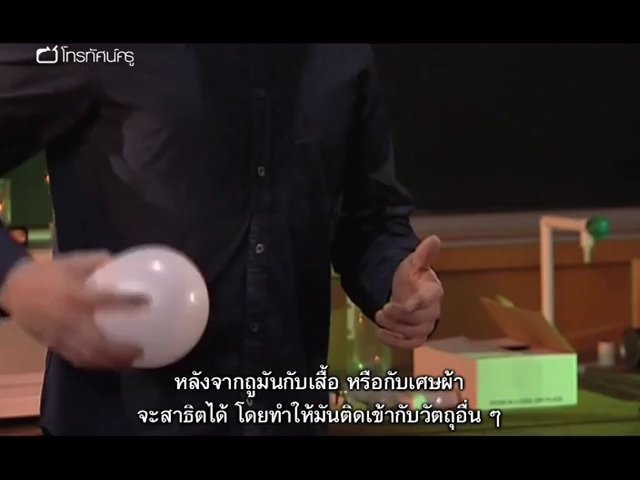 โทรทัศน์ครู
หลังจากถูมันกับเสื้อ หรือกับเศษผ้า
จะสาธิตได้ โดยทำให้มันติดเข้ากับวัตถุอื่น ๆ